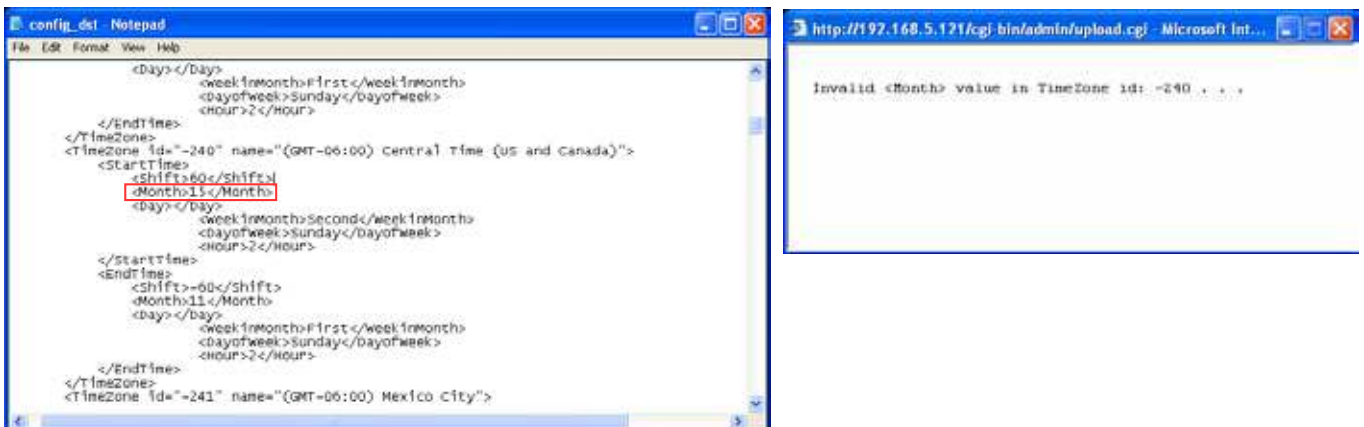 config_dst - Notepad
File Edit Format View Help
<Day></Day>
<WeekInMonth>First</WeekInMonth>
<DayofWeek>Sunday</DayofWeek>
<Hour>2</Hour>
</EndTime>
</TimeZone>
<TimeZone id="-240" name="(GMT-06:00) Central Time (US and Canada)">
<StartTime>
<Shift>60</Shift>
<Month>15</Month>
<Day></Day>
<WeekInMonth>Second</WeekInMonth>
<DayofWeek>Sunday</DayofWeek>
<Hour>2</Hour>
</StartTime>
<EndTime>
<Shift>-60</Shift>
<Month>11</Month>
<Day></Day>
<WeekInMonth>First</WeekInMonth>
<DayofWeek>Sunday</DayofWeek>
<Hour>2</Hour>
</EndTime>
</TimeZone>
<TimeZone id="-241" name="(GMT-06:00) Mexico City">
http://192.168.5.121/cgi-bin/admin/upload.cgi - Microsoft Int...
Invalid <Month> value in TimeZone id: -240 . . .